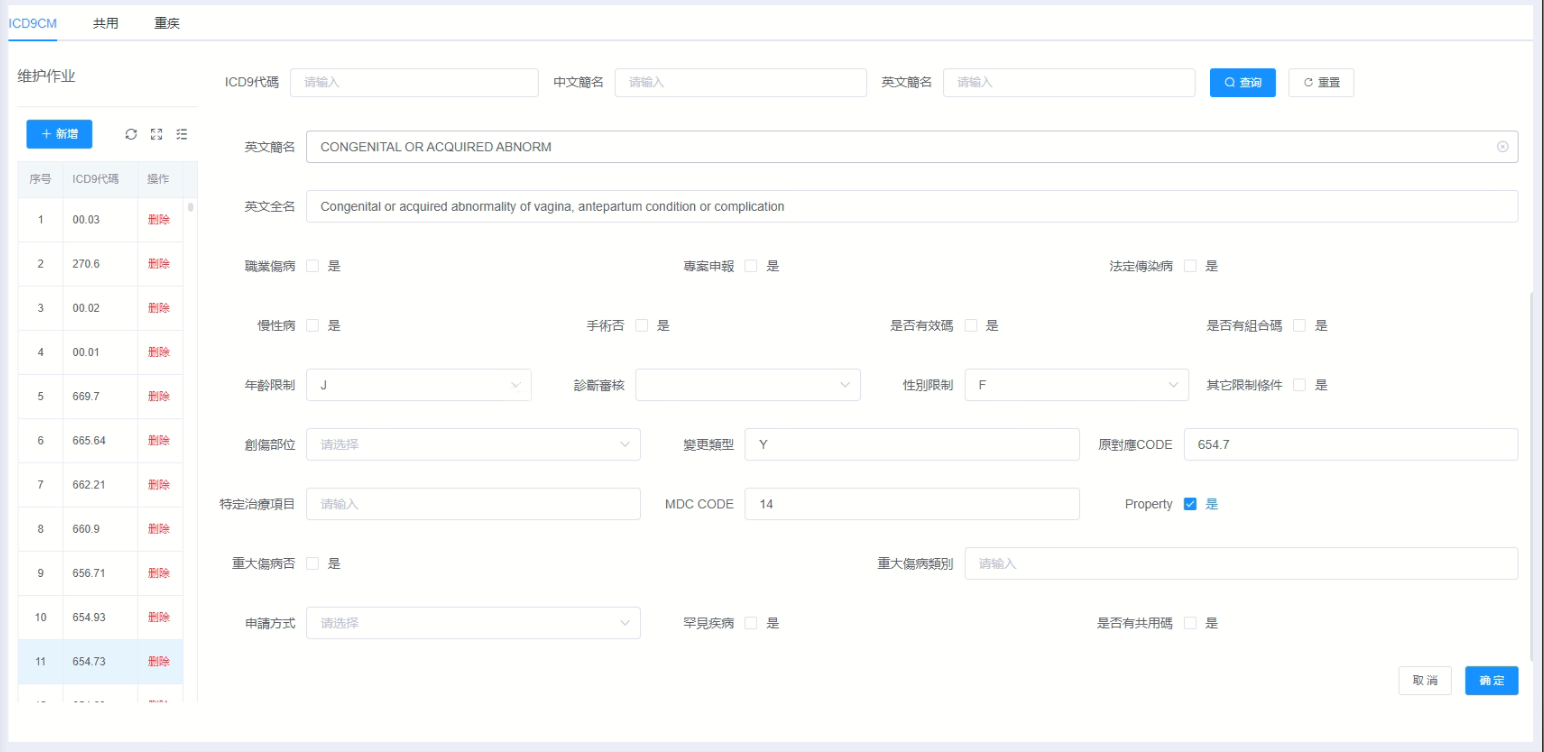 ICD9CM 共用 重疾
维护作业
ICD9代碼 请输入 中文簡名 请输入 英文簡名 请输入 查询 重置
新增
英文簡名 CONGENITAL OR ACQUIRED ABNORM
序号 ICD9代碼 操作
英文全名 Congenital or acquired abnormality of vagina, antepartum condition or complication
1 00.03 删除
2 270.6 删除
職業傷病 是 專案申報 是 法定傳染病 是
3 00.02 删除
慢性病 是 手術否 是 是否有效碼 是 是否有組合碼 是
4 00.01 删除
年齡限制 J 診斷審核 性別限制 F 其它限制條件 是
5 669.7 删除
6 665.64 删除
創傷部位 请选择 變更類型 Y 原對應CODE 654.7
7 662.21 删除
特定治療項目 请输入 MDC CODE 14 Property 是
8 660.9 删除
9 656.71 删除
重大傷病否 是 重大傷病類別 请输入
10 654.93 删除
申請方式 请选择 罕見疾病 是 是否有共用碼 是
11 654.73 删除
取消 确定